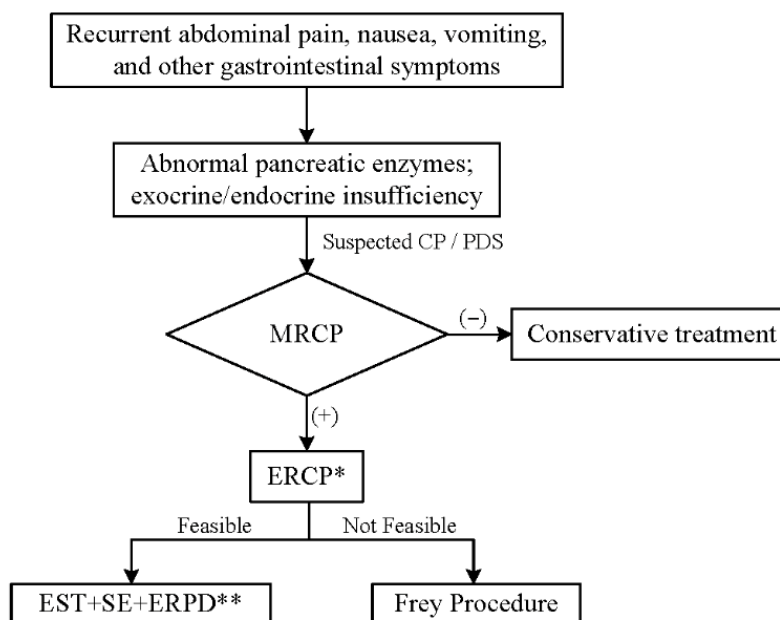 Recurrent abdominal pain, nausea, vomiting,
and other gastrointestinal symptoms
Abnormal pancreatic enzymes;
exocrine/endocrine insufficiency
Suspected CP / PDS
MRCP
(−)
Conservative treatment
(+)
ERCP*
Feasible
Not Feasible
EST+SE+ERPD**
Frey Procedure